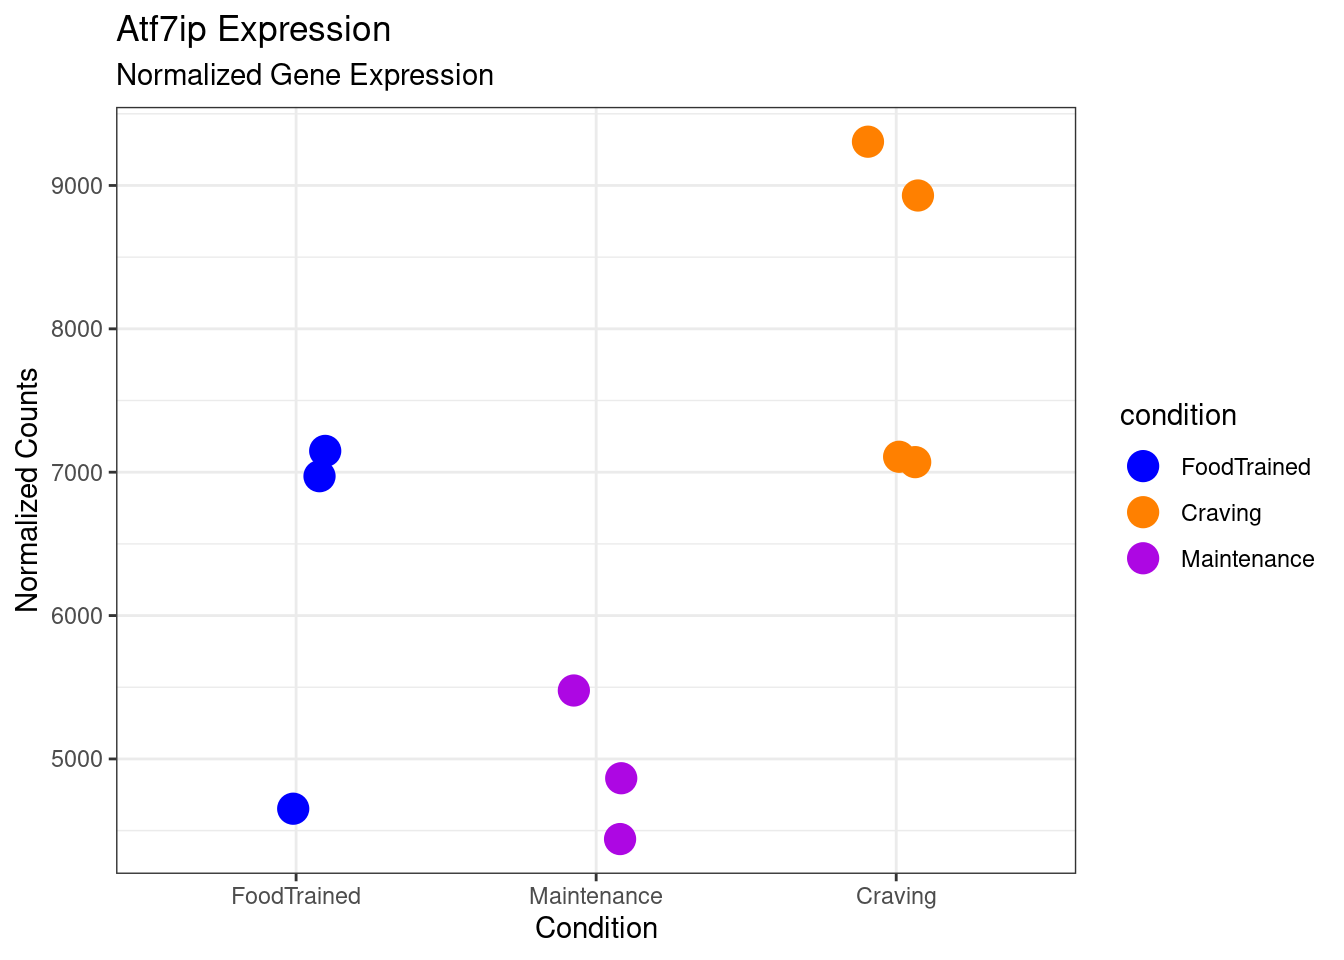 Atf7ip Expression
Normalized Gene Expression
Normalized Counts
9000
8000
7000
6000
5000
FoodTrained
Maintenance
Craving
Condition
condition
FoodTrained
Craving
Maintenance